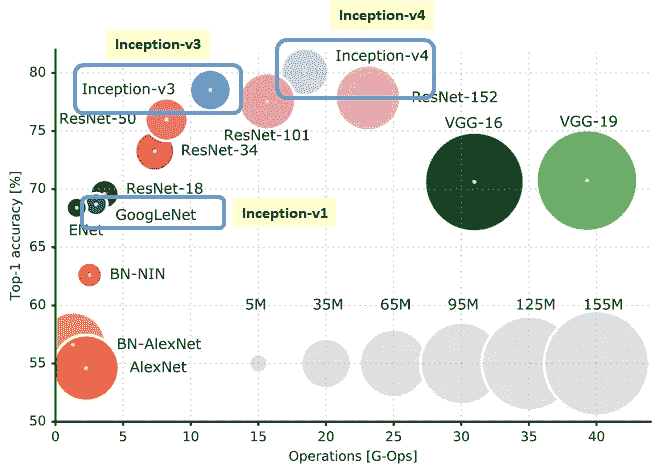 Inception-v4
Inception-v3
80
Inception-v4
Inception-v3
ResNet-152
ResNet-50
ResNet-101
VGG-16
VGG-19
75
ResNet-34
70
ResNet-18
GoogLeNet
Inception-v1
ENet
65
BN-NIN
60
5M 35M 65M 95M 125M 155M
BN-AlexNet
55
AlexNet
50
0 5 10 15 20 25 30 35 40
Operations [G-Ops]
Top-1 accuracy [%]